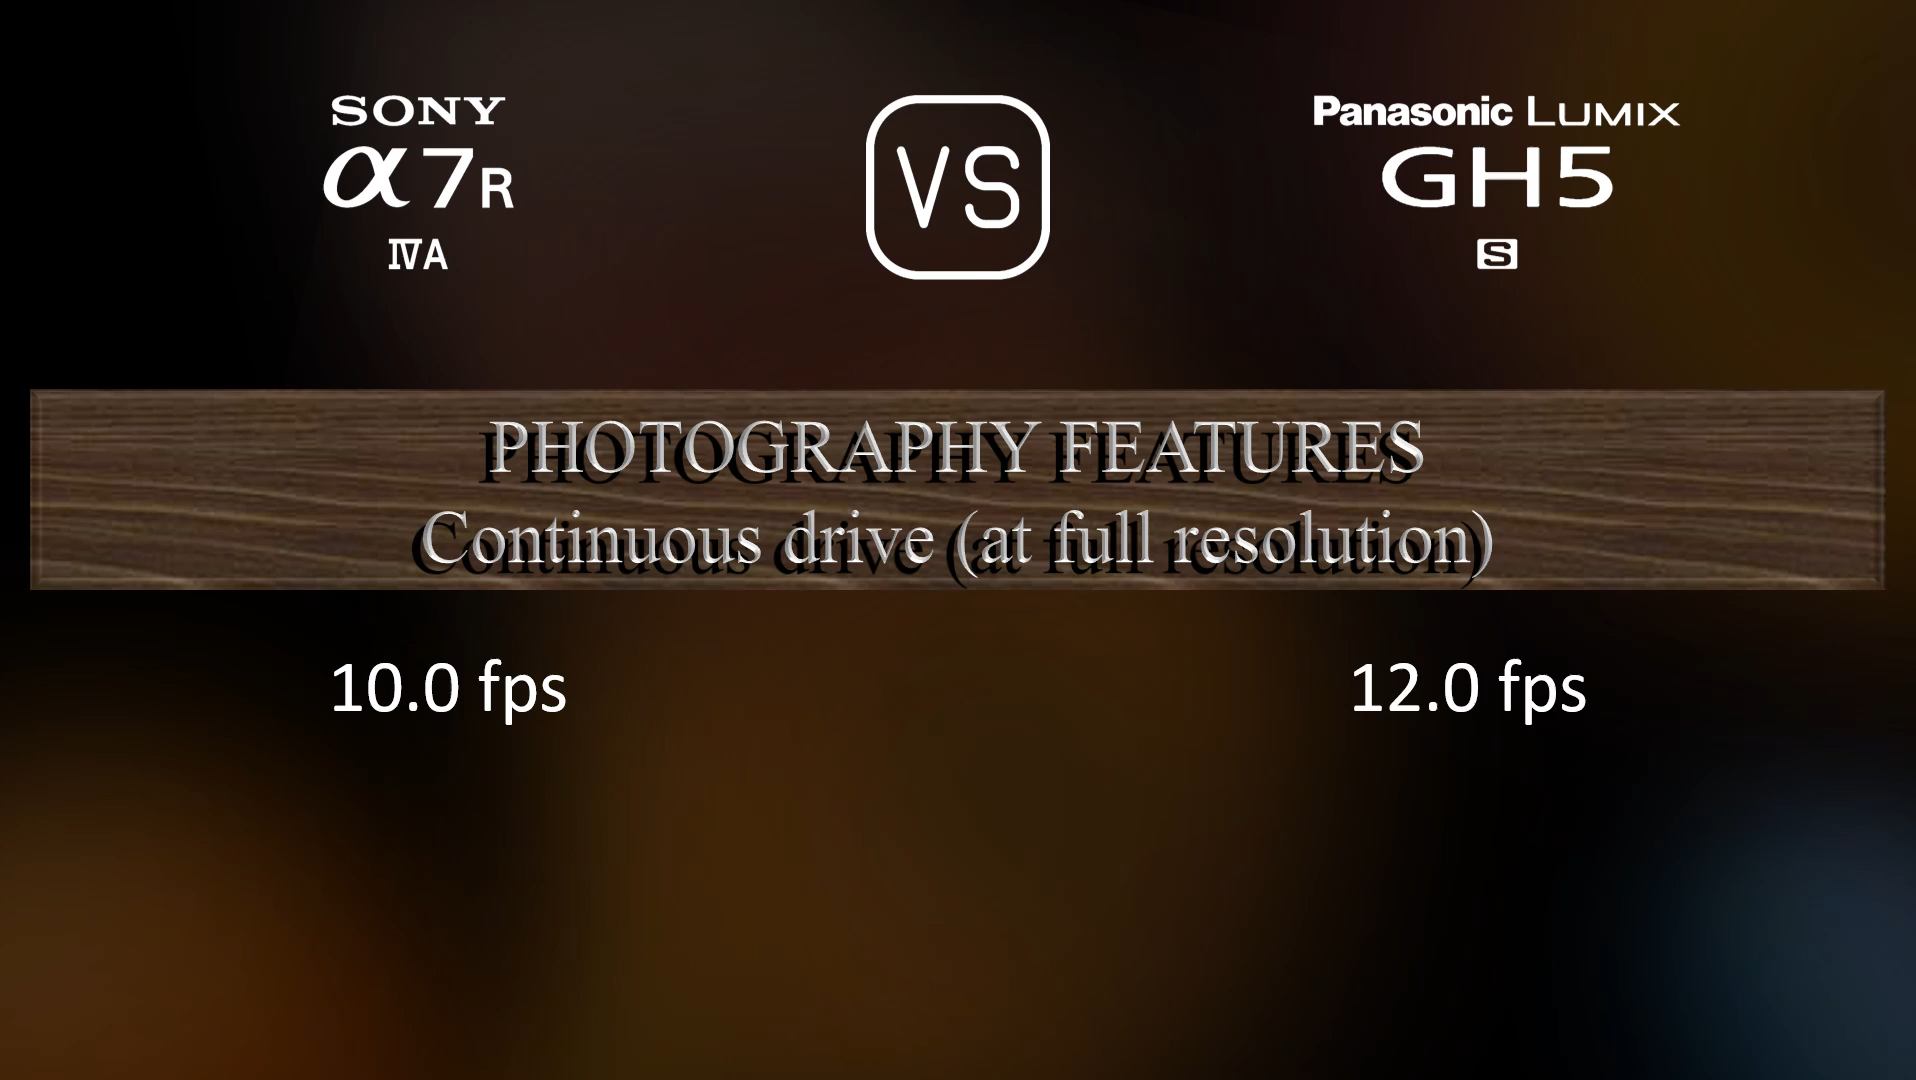 SONY
α7R
IVA
VS
Panasonic LUMIX
GH5
S
PHOTOGRAPHY FEATURES
Continuous drive (at full resolution)
10.0 fps
12.0 fps